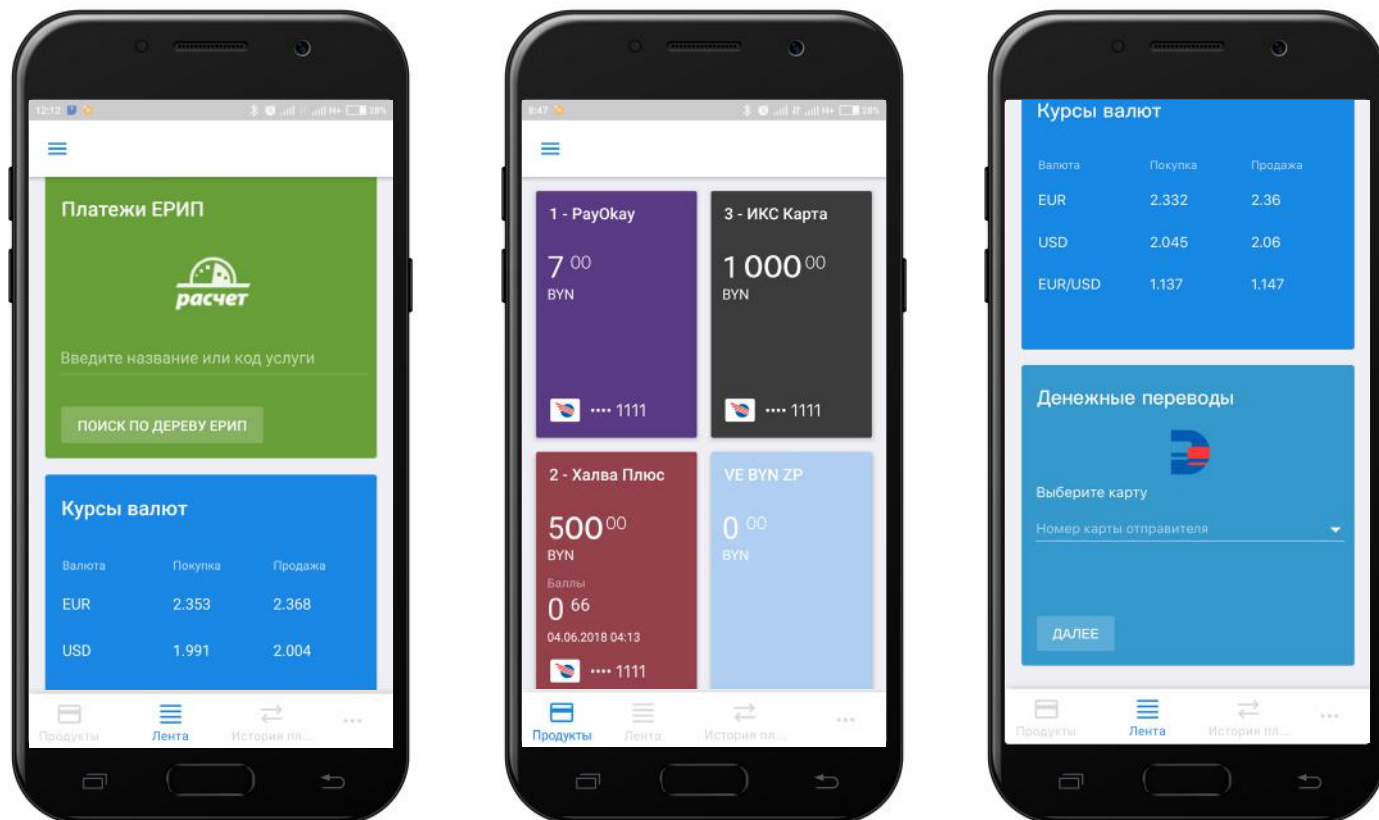 12:12
H+ 28%
Платежи ЕРИП
расчет
Введите название или код услуги
ПОИСК ПО ДЕРЕВУ ЕРИП
Курсы валют
Валюта Покупка Продажа
EUR 2.353 2.368
USD 1.991 2.004
Продукты Лента История пл...
8:47
H+ 28%
1 - PayOkay
7 00
BYN
•••• 1111
3 - ИКС Карта
1 000 00
BYN
•••• 1111
2 - Халва Плюс
500 00
BYN
Баллы
0 66
04.06.2018 04:13
•••• 1111
VE BYN ZP
0 00
BYN
Продукты Лента История пл...
Курсы валют
Валюта Покупка Продажа
EUR 2.332 2.36
USD 2.045 2.06
EUR/USD 1.137 1.147
Денежные переводы
Выберите карту
Номер карты отправителя
ДАЛЕЕ
Продукты Лента История пл...